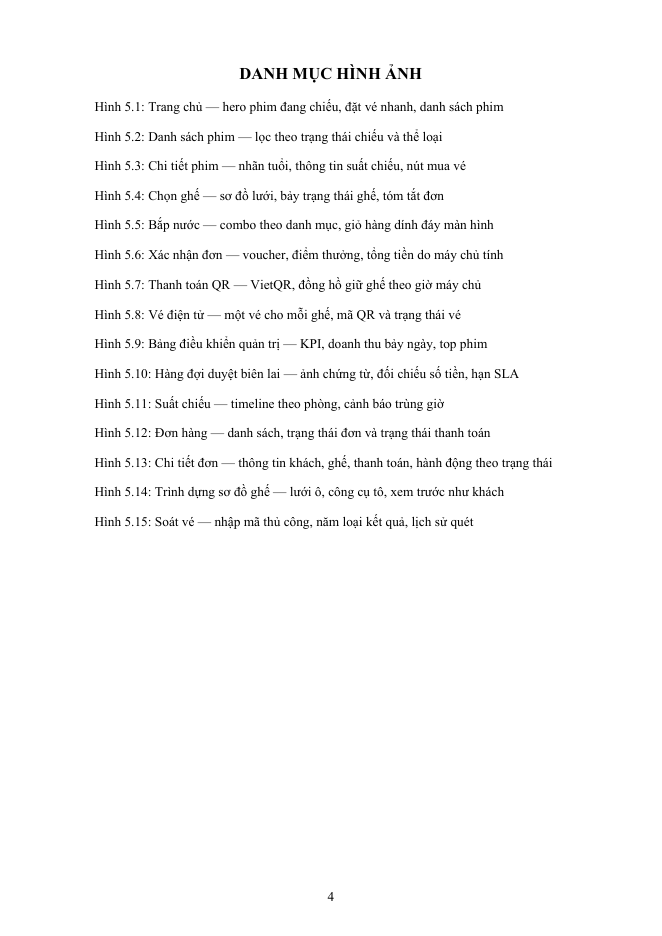 DANH MỤC HÌNH ẢNH
Hình 5.1: Trang chủ — hero phim đang chiếu, đặt vé nhanh, danh sách phim
Hình 5.2: Danh sách phim — lọc theo trạng thái chiếu và thể loại
Hình 5.3: Chi tiết phim — nhãn tuổi, thông tin suất chiếu, nút mua vé
Hình 5.4: Chọn ghế — sơ đồ lưới, bảy trạng thái ghế, tóm tắt đơn
Hình 5.5: Bắp nước — combo theo danh mục, giỏ hàng dính đáy màn hình
Hình 5.6: Xác nhận đơn — voucher, điểm thưởng, tổng tiền do máy chủ tính
Hình 5.7: Thanh toán QR — VietQR, đồng hồ giữ ghế theo giờ máy chủ
Hình 5.8: Vé điện tử — một vé cho mỗi ghế, mã QR và trạng thái vé
Hình 5.9: Bảng điều khiển quản trị — KPI, doanh thu bảy ngày, top phim
Hình 5.10: Hàng đợi duyệt biên lai — ảnh chứng từ, đối chiếu số tiền, hạn SLA
Hình 5.11: Suất chiếu — timeline theo phòng, cảnh báo trùng giờ
Hình 5.12: Đơn hàng — danh sách, trạng thái đơn và trạng thái thanh toán
Hình 5.13: Chi tiết đơn — thông tin khách, ghế, thanh toán, hành động theo trạng thái
Hình 5.14: Trình dựng sơ đồ ghế — lưới ô, công cụ tô, xem trước như khách
Hình 5.15: Soát vé — nhập mã thủ công, năm loại kết quả, lịch sử quét
4